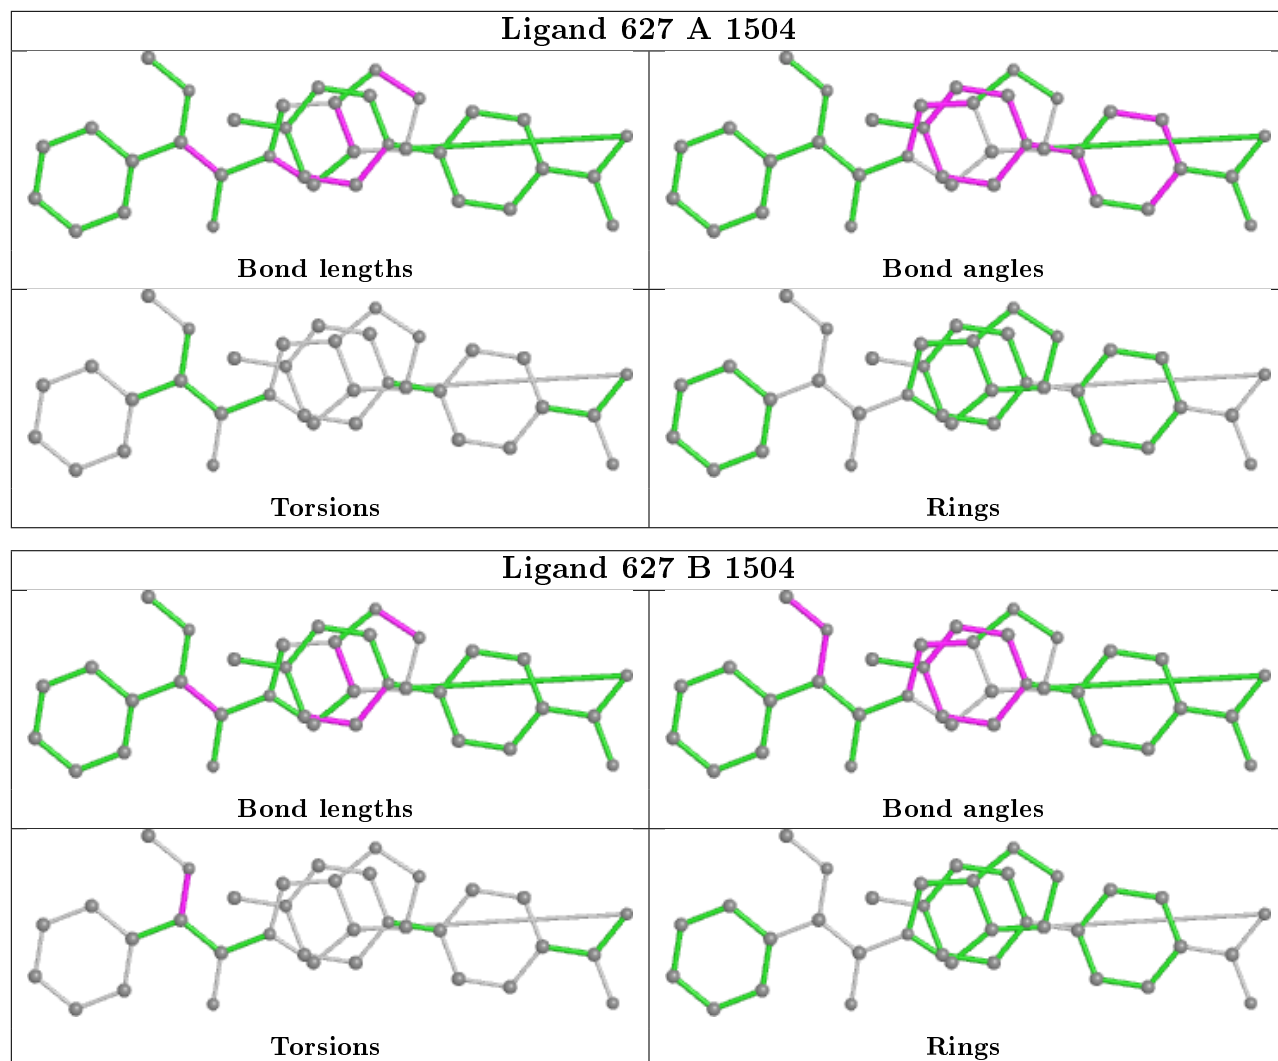 Ligand 627 A 1504
Bond lengths
Bond angles
Torsions
Rings
Ligand 627 B 1504
Bond lengths
Bond angles
Torsions
Rings